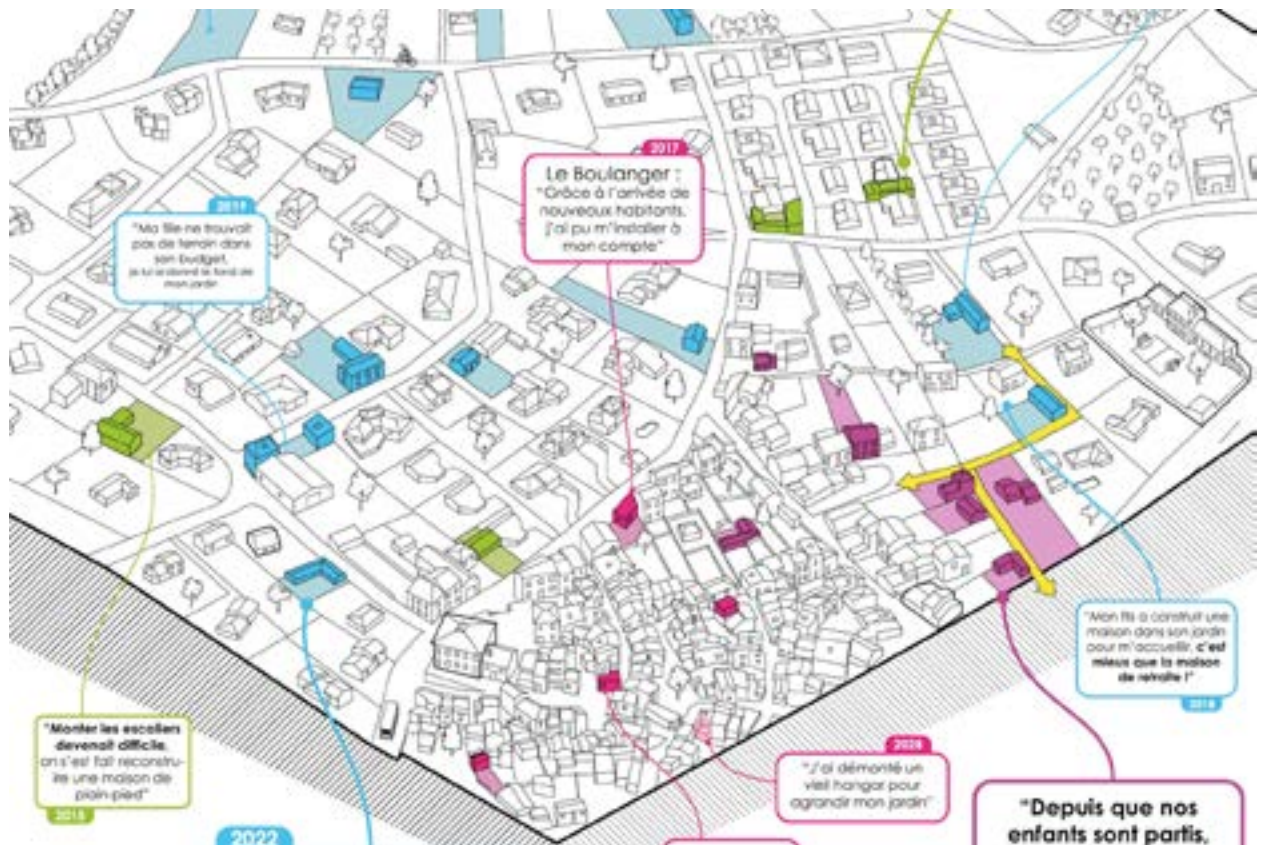 2017
Le Boulanger :
"Grâce à l'arrivée de
nouveaux habitants,
j'ai pu m'installer à
mon compte"
"Ma fille ne trouvait
pas de terrain dans
son budget,
je lui ai donné le fond de
mon jardin
"Mon fils a construit une
maison dans son jardin
pour m'accueillir, c'est
mieux que la maison
de retraite !"
"Monter les escaliers
devenait difficile,
on s'est fait reconstru-
ire une maison de
plain-pied"
2015
"J'ai démonté un
vieil hangar pour
agrandir mon jardin"
"Depuis que nos
enfants sont partis,
2022